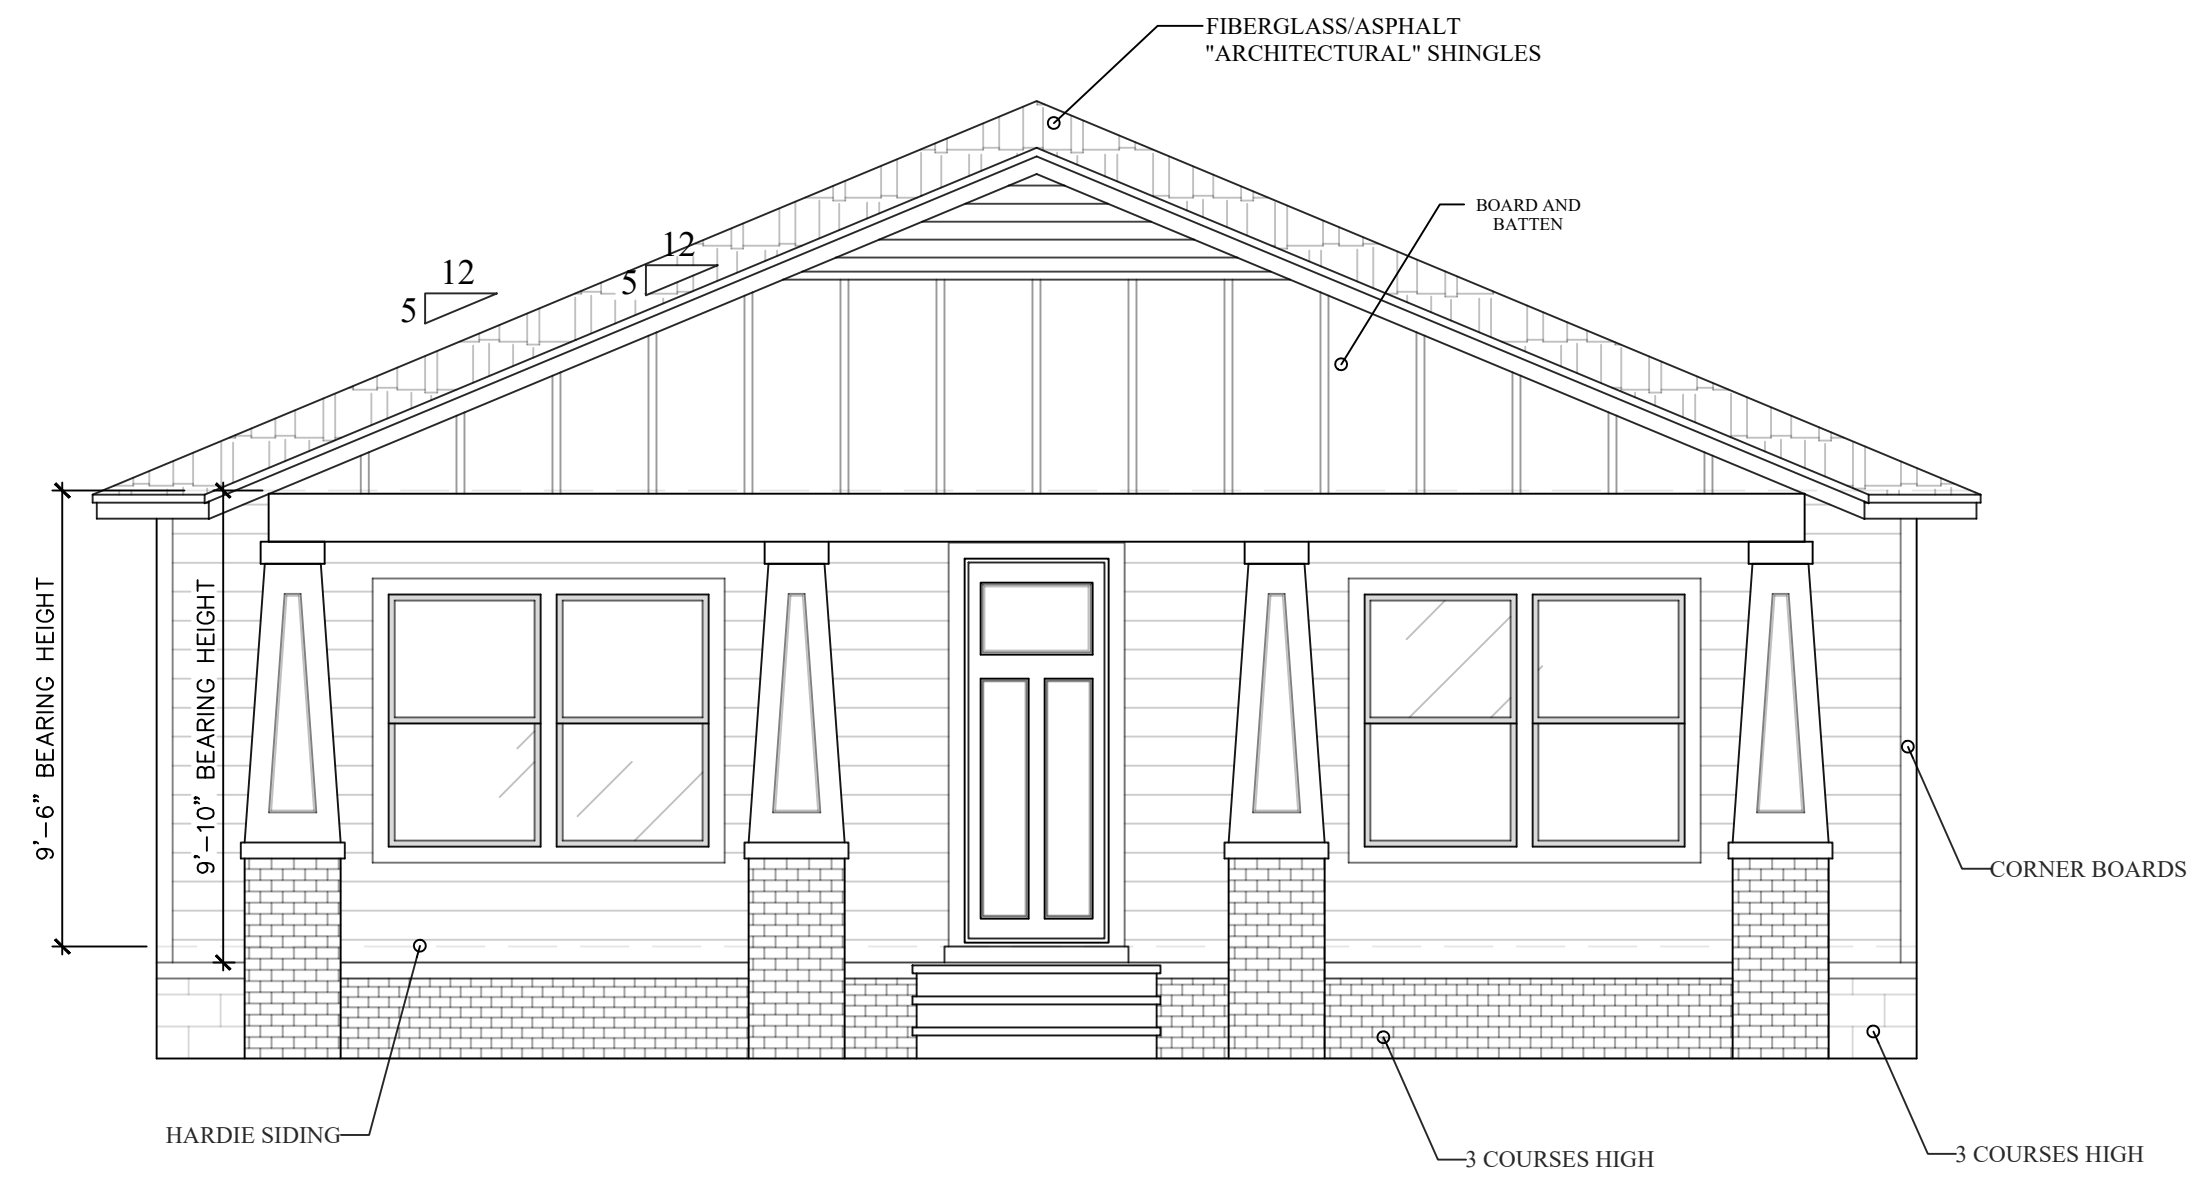 FIBERGLASS/ASPHALT
"ARCHITECTURAL" SHINGLES
BOARD AND
BATTEN
12
5
12
5
9'-6" BEARING HEIGHT
9'-10" BEARING HEIGHT
CORNER BOARDS
HARDIE SIDING
3 COURSES HIGH
3 COURSES HIGH